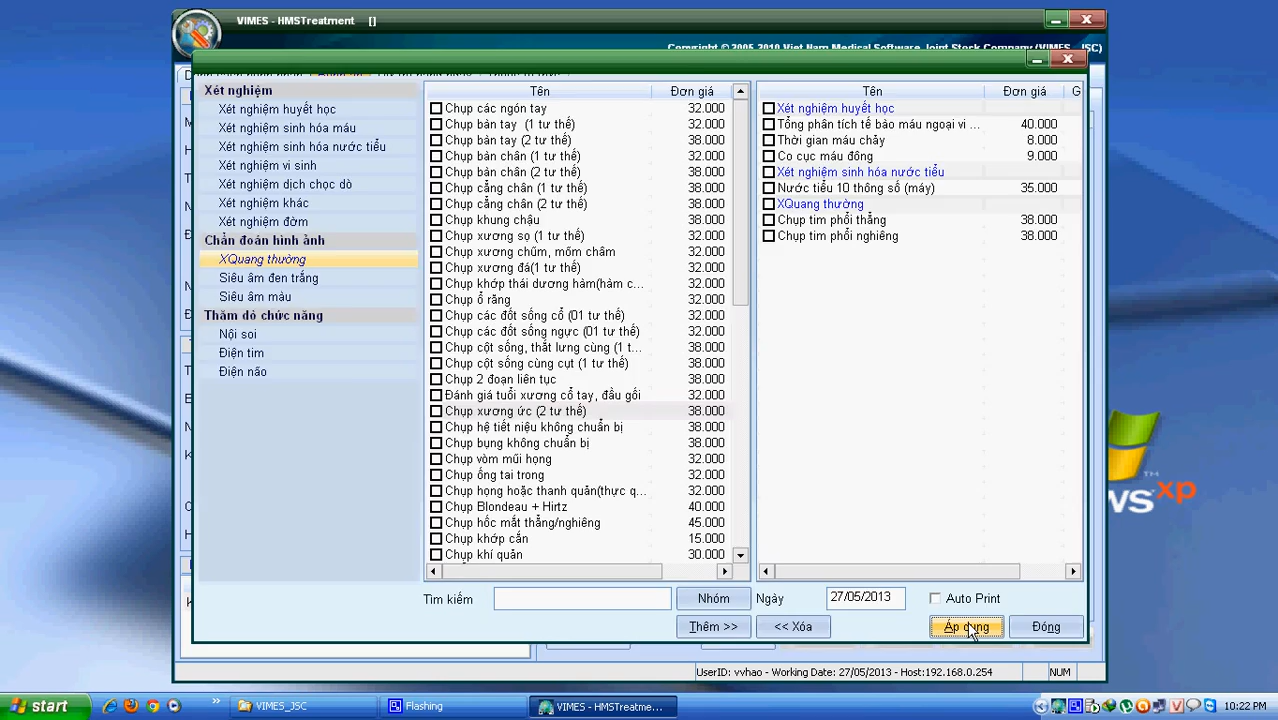 VIMES - HMSTreatment []
Copyright © 2005-2010 Viet Nam Medical Software Joint Stock Company (VIMES - JSC)
Xét nghiệm
Xét nghiệm huyết học
Xét nghiệm sinh hóa máu
Xét nghiệm sinh hóa nước tiểu
Xét nghiệm vi sinh
Xét nghiệm dịch chọc dò
Xét nghiệm khác
Xét nghiệm đờm
Chẩn đoán hình ảnh
XQuang thường
Siêu âm đen trắng
Siêu âm màu
Thăm dò chức năng
Nội soi
Điện tim
Điện não
Tên Đơn giá
Chụp các ngón tay 32.000
Chụp bàn tay (1 tư thế) 32.000
Chụp bàn tay (2 tư thế) 38.000
Chụp bàn chân (1 tư thế) 32.000
Chụp bàn chân (2 tư thế) 38.000
Chụp cẳng chân (1 tư thế) 32.000
Chụp cẳng chân (2 tư thế) 38.000
Chụp khung chậu 38.000
Chụp xương sọ (1 tư thế) 32.000
Chụp xương chũm, mỏm châm 32.000
Chụp xương đá(1 tư thế) 32.000
Chụp khớp thái dương hàm(hàm c... 32.000
Chụp ổ răng 32.000
Chụp các đốt sống cổ (01 tư thế) 32.000
Chụp các đốt sống ngực (01 tư thế) 38.000
Chụp cột sống, thắt lưng cùng (1 t... 38.000
Chụp cột sống cùng cụt (1 tư thế) 38.000
Chụp 2 đoạn liên tục 38.000
Đánh giá tuổi xương cổ tay, đầu gối 32.000
Chụp xương ức (2 tư thế) 38.000
Chụp hệ tiết niệu không chuẩn bị 38.000
Chụp bụng không chuẩn bị 38.000
Chụp vòm mũi họng 32.000
Chụp ống tai trong 32.000
Chụp họng hoặc thanh quản(thực q... 32.000
Chụp Blondeau + Hirtz 40.000
Chụp hốc mắt thẳng/nghiêng 45.000
Chụp khớp cắn 15.000
Chụp khí quản 30.000
Tên Đơn giá G
Xét nghiệm huyết học
Tổng phân tích tế bào máu ngoại vi ... 40.000
Thời gian máu chảy 8.000
Co cục máu đông 9.000
Xét nghiệm sinh hóa nước tiểu
Nước tiểu 10 thông số (máy) 35.000
XQuang thường
Chụp tim phổi thẳng 38.000
Chụp tim phổi nghiêng 38.000
Tìm kiếm Nhóm Ngày 27/05/2013 Auto Print
Thêm >> << Xóa Áp dụng Đóng
UserID: vvhao - Working Date: 27/05/2013 - Host:192.168.0.254 NUM
WS xp
TM
start VIMES_JSC Flashing VIMES - HMSTreatme... 10:22 PM